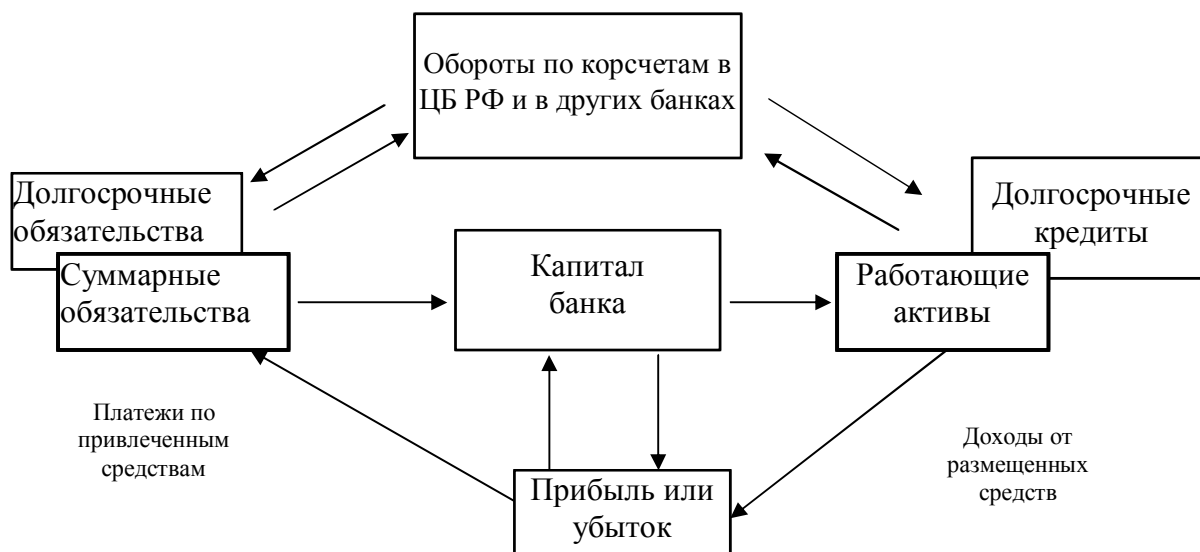 Обороты по корсчетам в
ЦБ РФ и в других банках
Долгосрочные
обязательства
Суммарные
обязательства
Капитал
банка
Долгосрочные
кредиты
Работающие
активы
Платежи по
привлеченным
средствам
Прибыль или
убыток
Доходы от
размещенных
средств